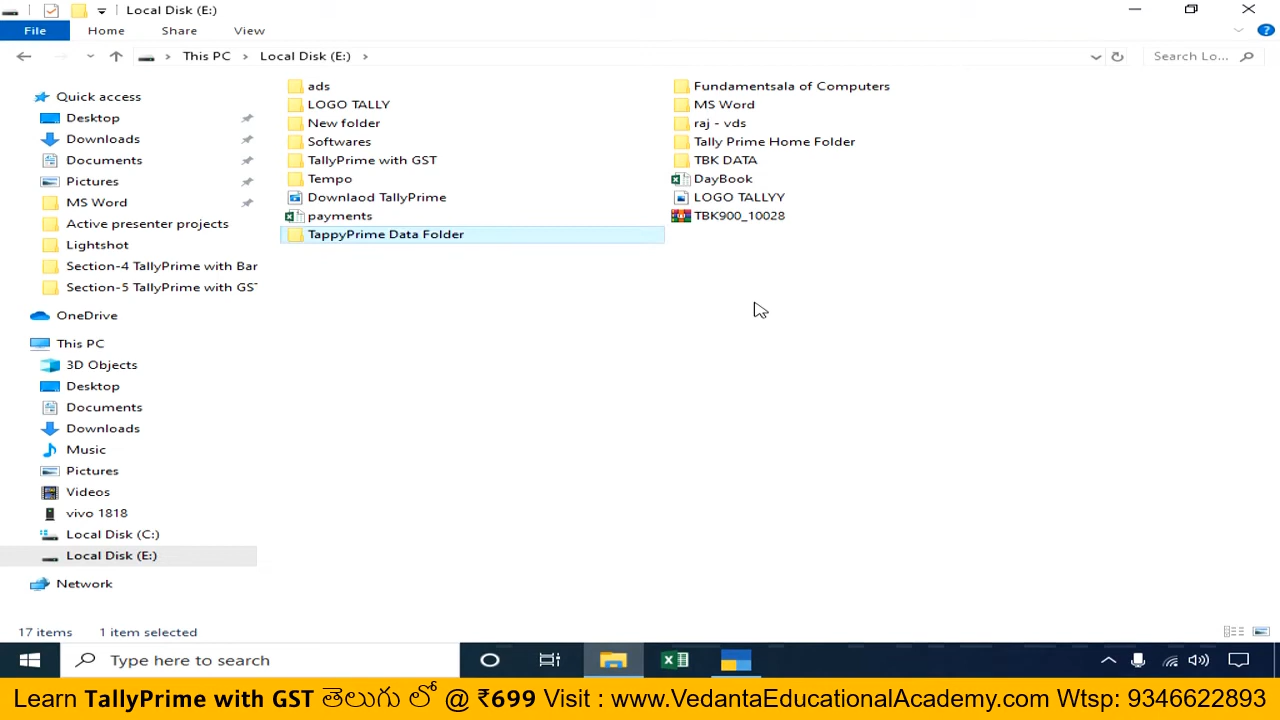 Local Disk (E:)
File Home Share View
This PC Local Disk (E:) Search Lo...
Quick access
Desktop
Downloads
Documents
Pictures
MS Word
Active presenter projects
Lightshot
Section-4 TallyPrime with Bar
Section-5 TallyPrime with GST
OneDrive
This PC
3D Objects
Desktop
Documents
Downloads
Music
Pictures
Videos
vivo 1818
Local Disk (C:)
Local Disk (E:)
Network
ads
LOGO TALLY
New folder
Softwares
TallyPrime with GST
Tempo
Downlaod TallyPrime
payments
TappyPrime Data Folder
Fundamentsala of Computers
MS Word
raj - vds
Tally Prime Home Folder
TBK DATA
DayBook
LOGO TALLYY
TBK900_10028
17 items 1 item selected
Type here to search
Learn TallyPrime with GST తెలుగు లో @ ₹699 Visit : www.VedantaEducationalAcademy.com Wtsp: 9346622893